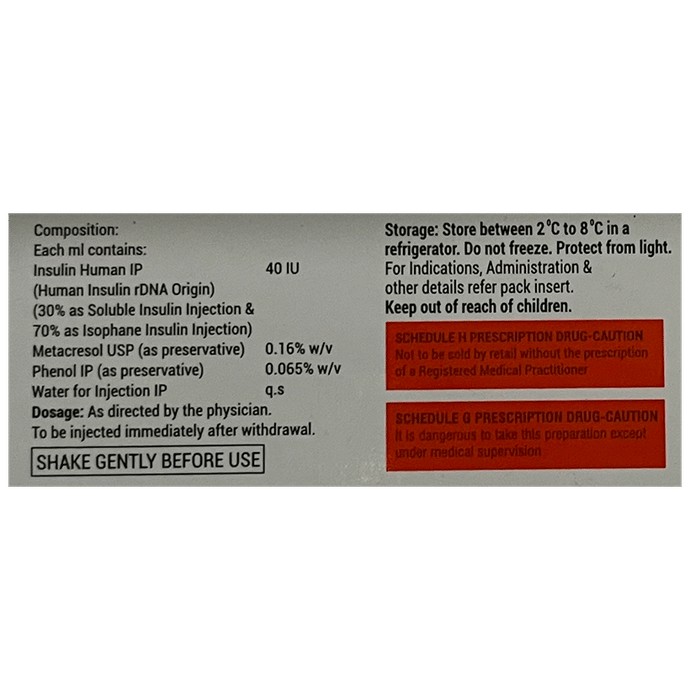 Composition:
Each ml contains:
Insulin Human IP 40 IU
(Human Insulin rDNA Origin)
(30% as Soluble Insulin Injection &
70% as Isophane Insulin Injection)
Metacresol USP (as preservative) 0.16% w/v
Phenol IP (as preservative) 0.065% w/v
Water for Injection IP q.s
Dosage: As directed by the physician.
To be injected immediately after withdrawal.
SHAKE GENTLY BEFORE USE
Storage: Store between 2°C to 8°C in a
refrigerator. Do not freeze. Protect from light.
For Indications, Administration &
other details refer pack insert.
Keep out of reach of children.
SCHEDULE H PRESCRIPTION DRUG-CAUTION
Not to be sold by retail without the prescription
of a Registered Medical Practitioner
SCHEDULE G PRESCRIPTION DRUG-CAUTION
It is dangerous to take this preparation except
under medical supervision